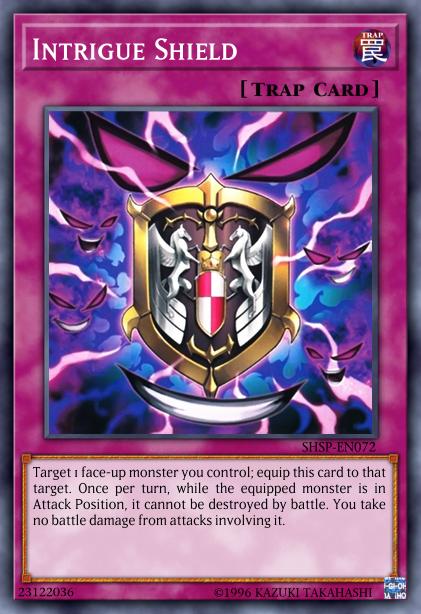 Intrigue Shield
TRAP
罠
[Trap Card]
SHSP-EN072
Target 1 face-up monster you control; equip this card to that
target. Once per turn, while the equipped monster is in
Attack Position, it cannot be destroyed by battle. You take
no battle damage from attacks involving it.
23122036
©1996 KAZUKI TAKAHASHI